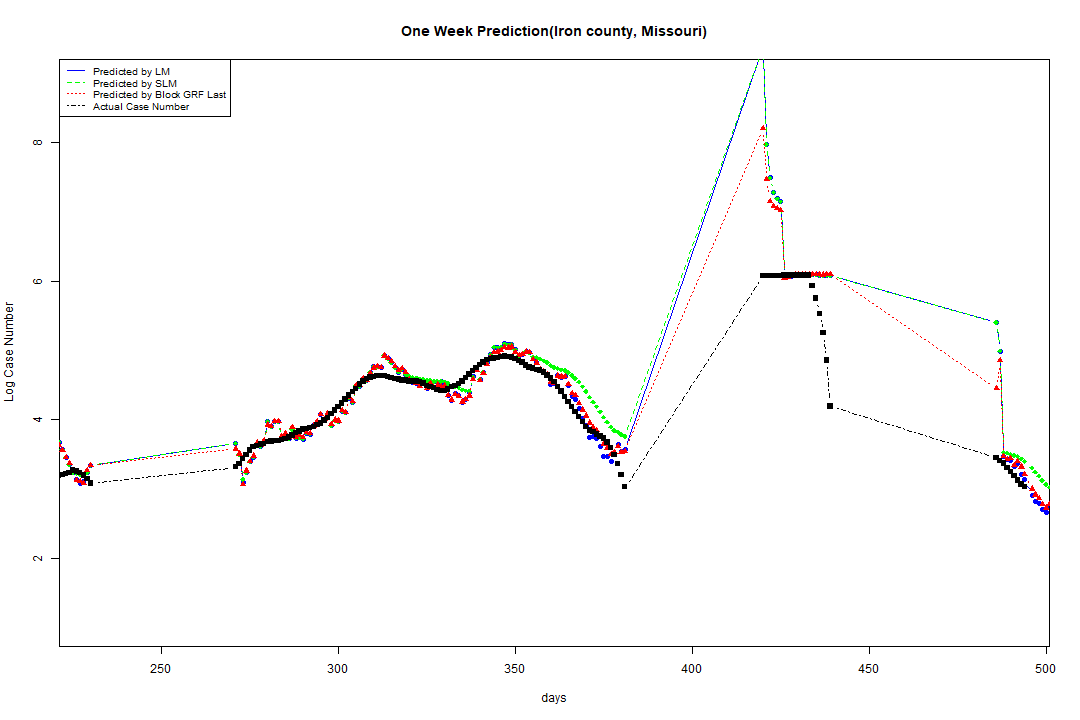 One Week Prediction(Iron county, Missouri)
Predicted by LM
Predicted by SLM
Predicted by Block GRF Last
Actual Case Number
Log Case Number
8
6
4
2
250 300 350 400 450 500
days